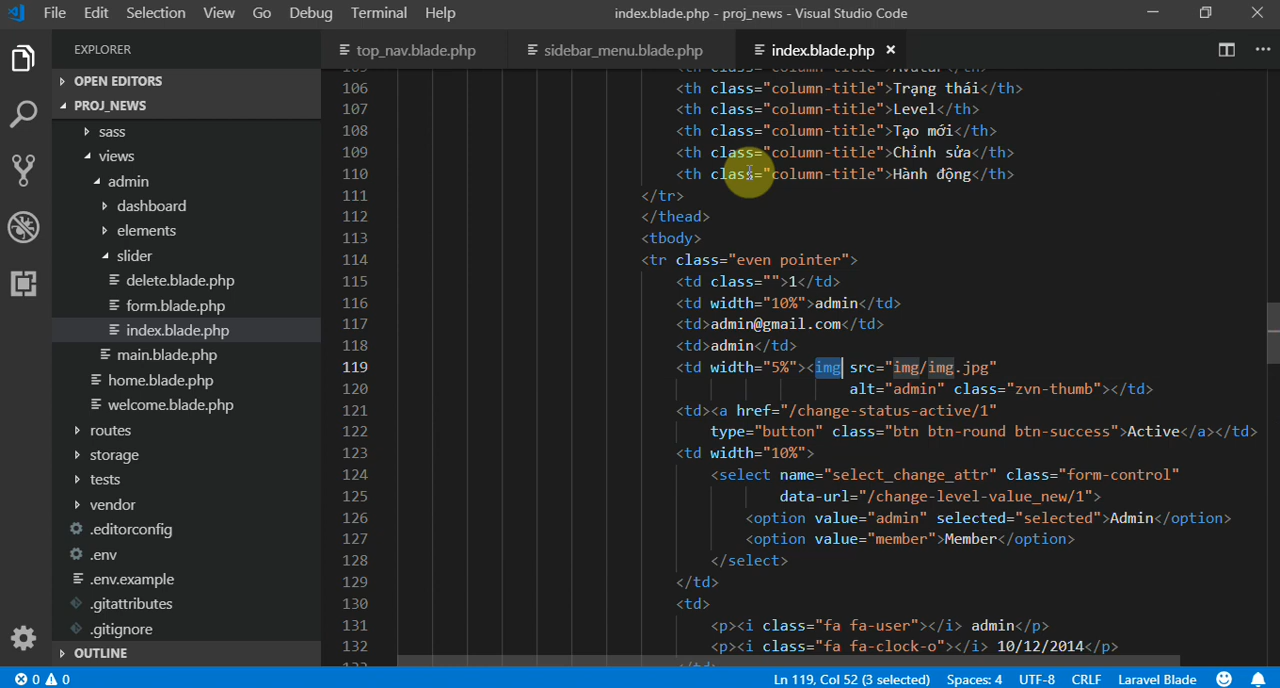 File Edit Selection View Go Debug Terminal Help
index.blade.php - proj_news - Visual Studio Code
EXPLORER
top_nav.blade.php
sidebar_menu.blade.php
index.blade.php
OPEN EDITORS
PROJ_NEWS
sass
views
admin
dashboard
elements
slider
delete.blade.php
form.blade.php
index.blade.php
main.blade.php
home.blade.php
welcome.blade.php
routes
storage
tests
vendor
.editorconfig
.env
.env.example
.gitattributes
.gitignore
OUTLINE
106 <th class="column-title">Trạng thái</th>
107 <th class="column-title">Level</th>
108 <th class="column-title">Tạo mới</th>
109 <th class="column-title">Chỉnh sửa</th>
110 <th class="column-title">Hành động</th>
111 </tr>
112 </thead>
113 <tbody>
114 <tr class="even pointer">
115 <td class="">1</td>
116 <td width="10%">admin</td>
117 <td>admin@gmail.com</td>
118 <td>admin</td>
119 <td width="5%"><img src="img/img.jpg"
120 alt="admin" class="zvn-thumb"></td>
121 <td><a href="/change-status-active/1"
122 type="button" class="btn btn-round btn-success">Active</a></td>
123 <td width="10%">
124 <select name="select_change_attr" class="form-control"
125 data-url="/change-level-value_new/1">
126 <option value="admin" selected="selected">Admin</option>
127 <option value="member">Member</option>
128 </select>
129 </td>
130 <td>
131 <p><i class="fa fa-user"></i> admin</p>
132 <p><i class="fa fa-clock-o"></i> 10/12/2014</p>
0 0
Ln 119, Col 52 (3 selected) Spaces: 4 UTF-8 CRLF Laravel Blade